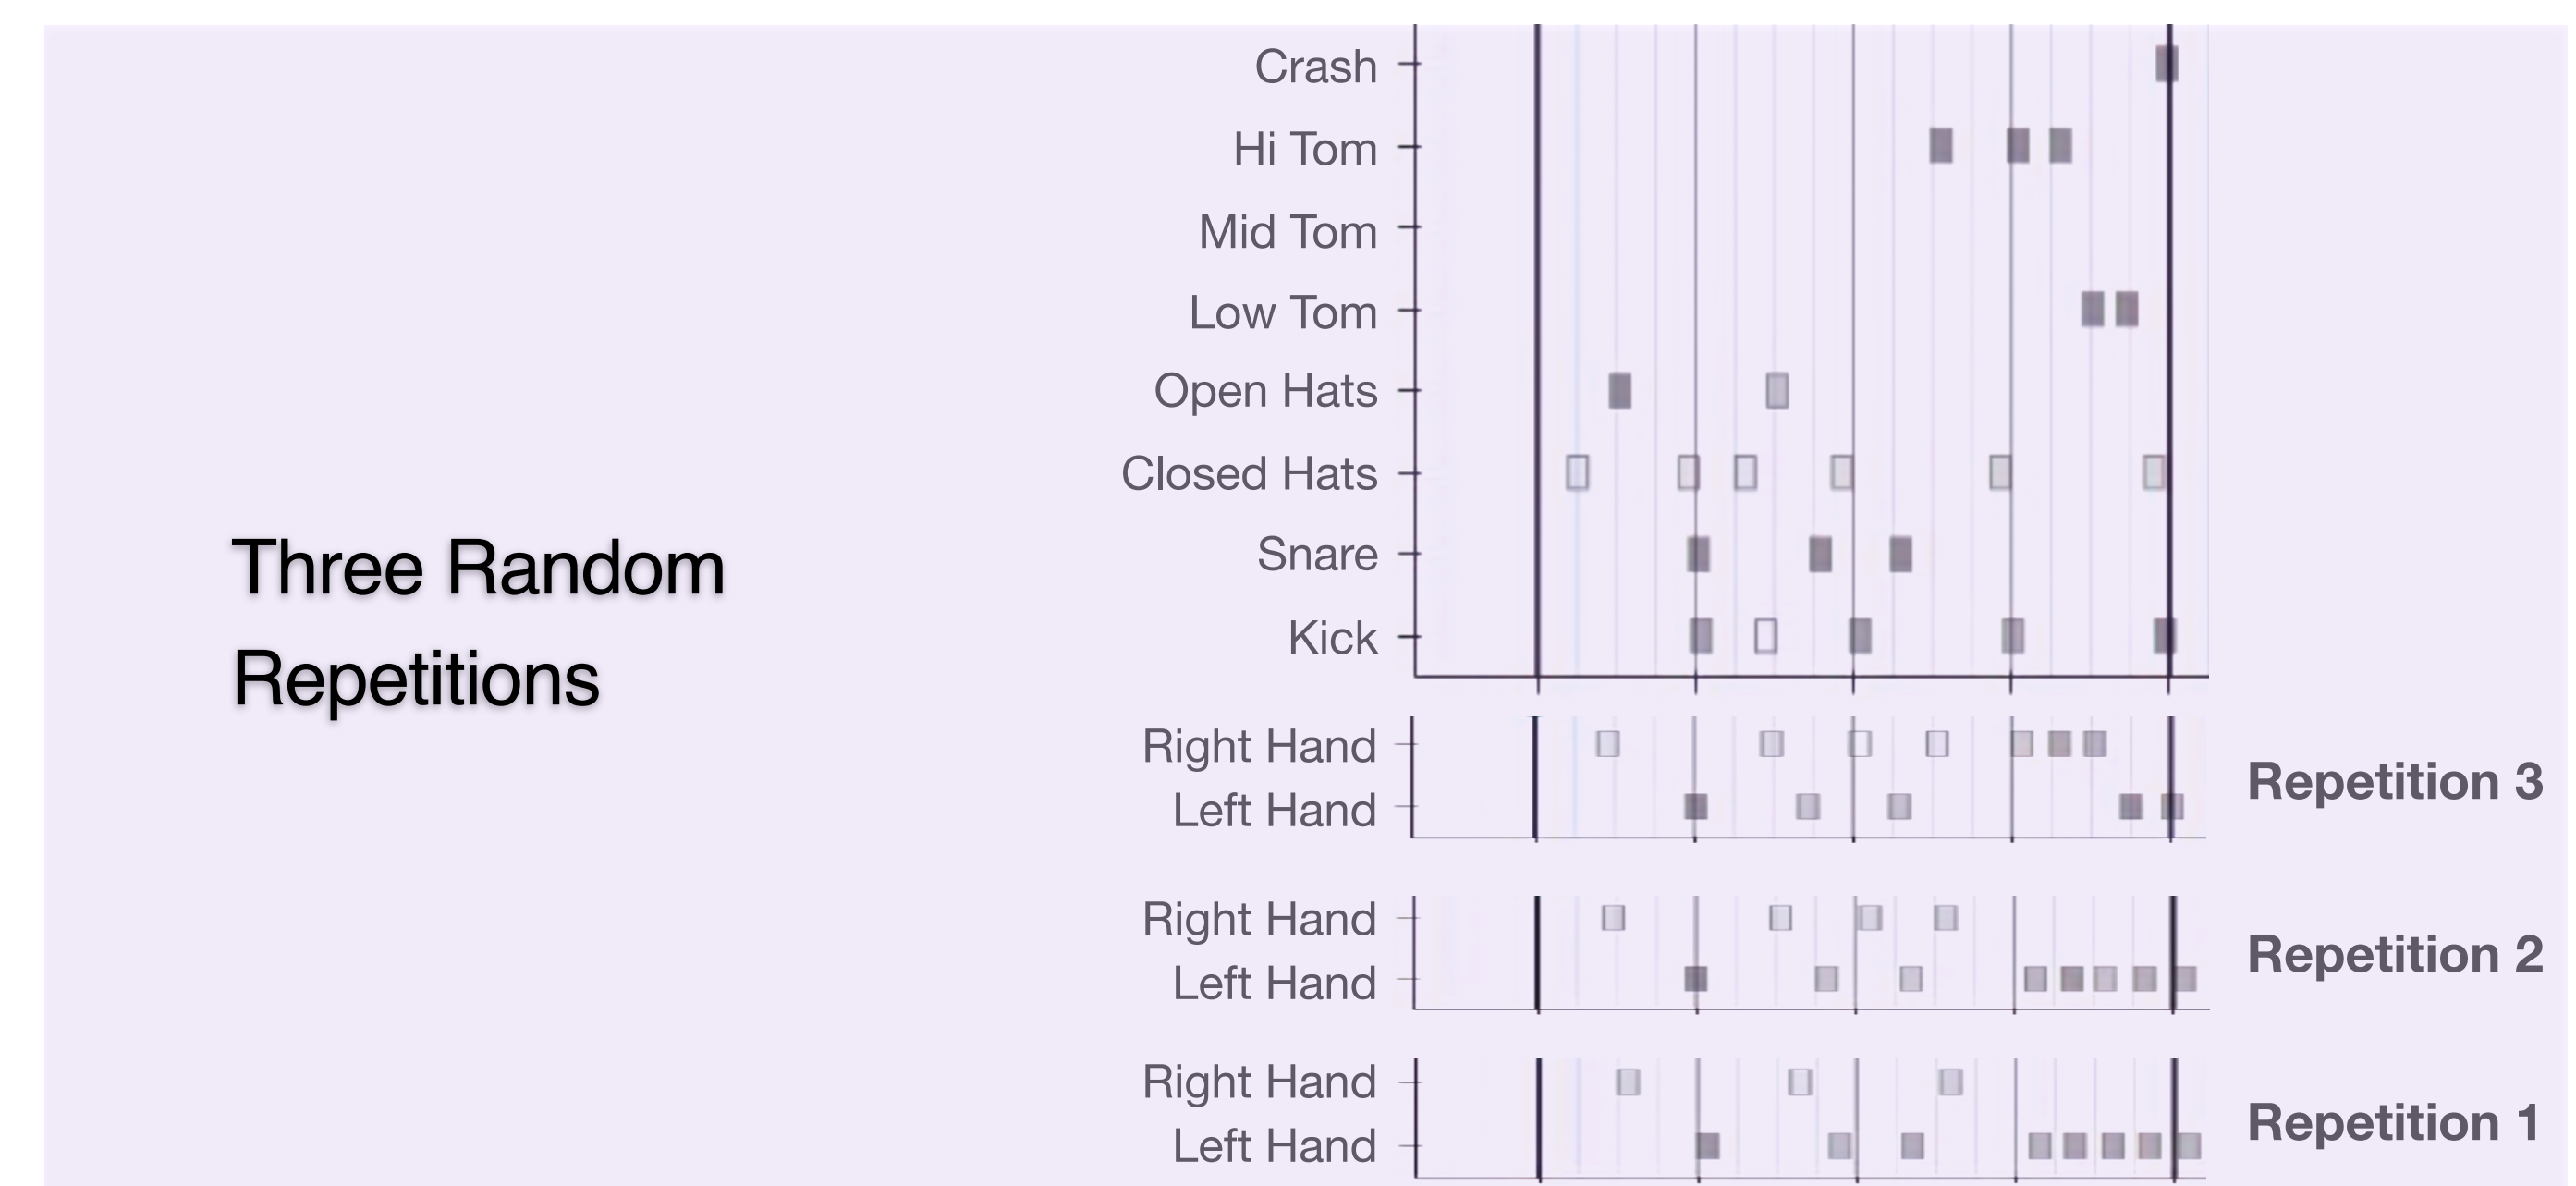 Three Random
Repetitions
Crash
Hi Tom
Mid Tom
Low Tom
Open Hats
Closed Hats
Snare
Kick
Right Hand
Left Hand
Repetition 3
Right Hand
Left Hand
Repetition 2
Right Hand
Left Hand
Repetition 1